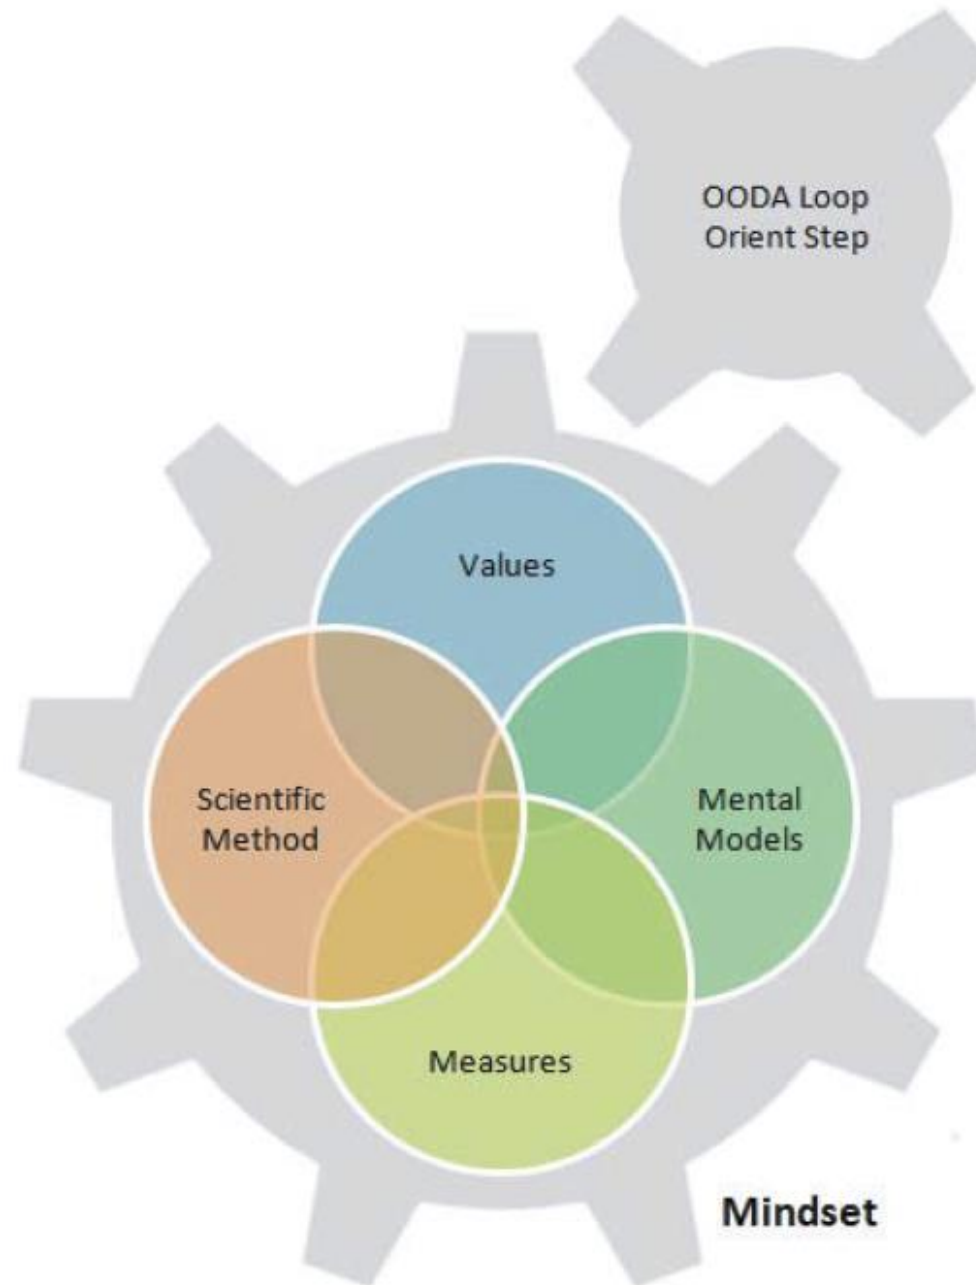 OODA Loop
Orient Step
Values
Scientific
Method
Mental
Models
Measures
Mindset